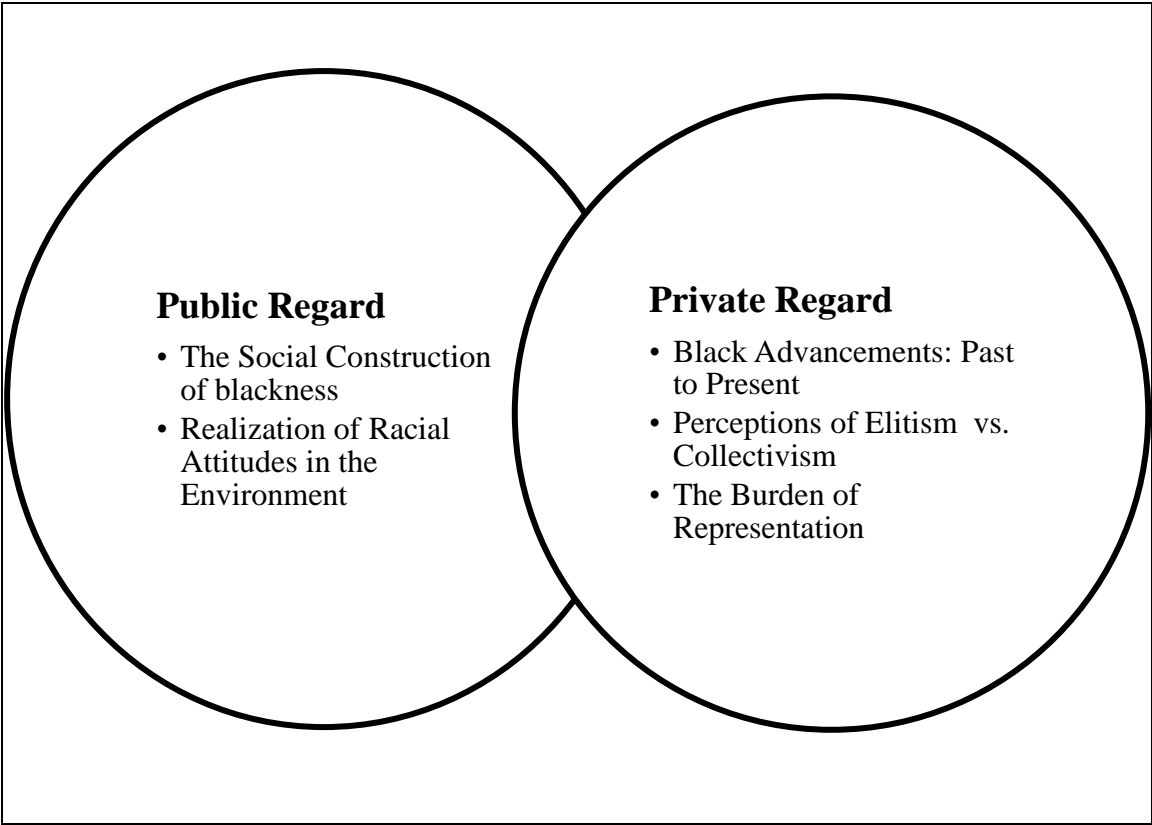 Public Regard
• The Social Construction
of blackness
• Realization of Racial
Attitudes in the
Environment
Private Regard
• Black Advancements: Past
to Present
• Perceptions of Elitism  vs.
Collectivism
• The Burden of
Representation